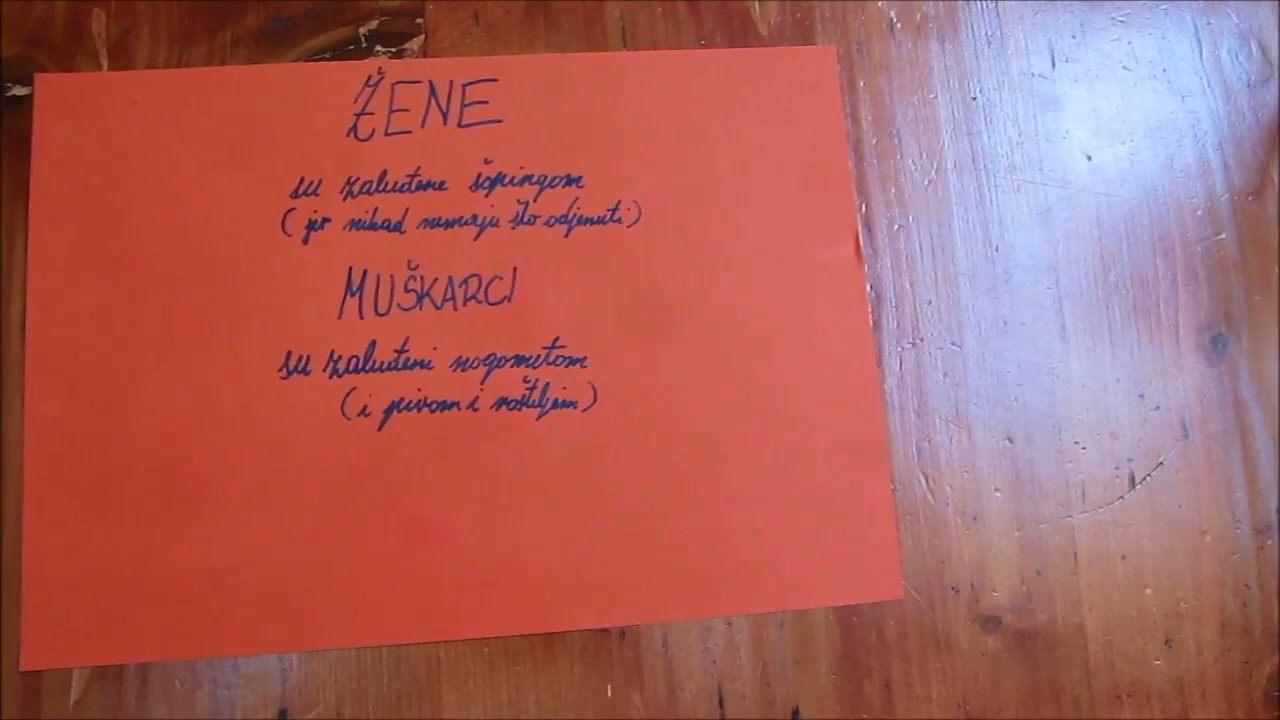 ŽENE
su zaluđene šopingom
(jer nikad nemaju što odjenuti)
MUŠKARCI
su zaluđeni nogometom
(i pivom i roštiljem)